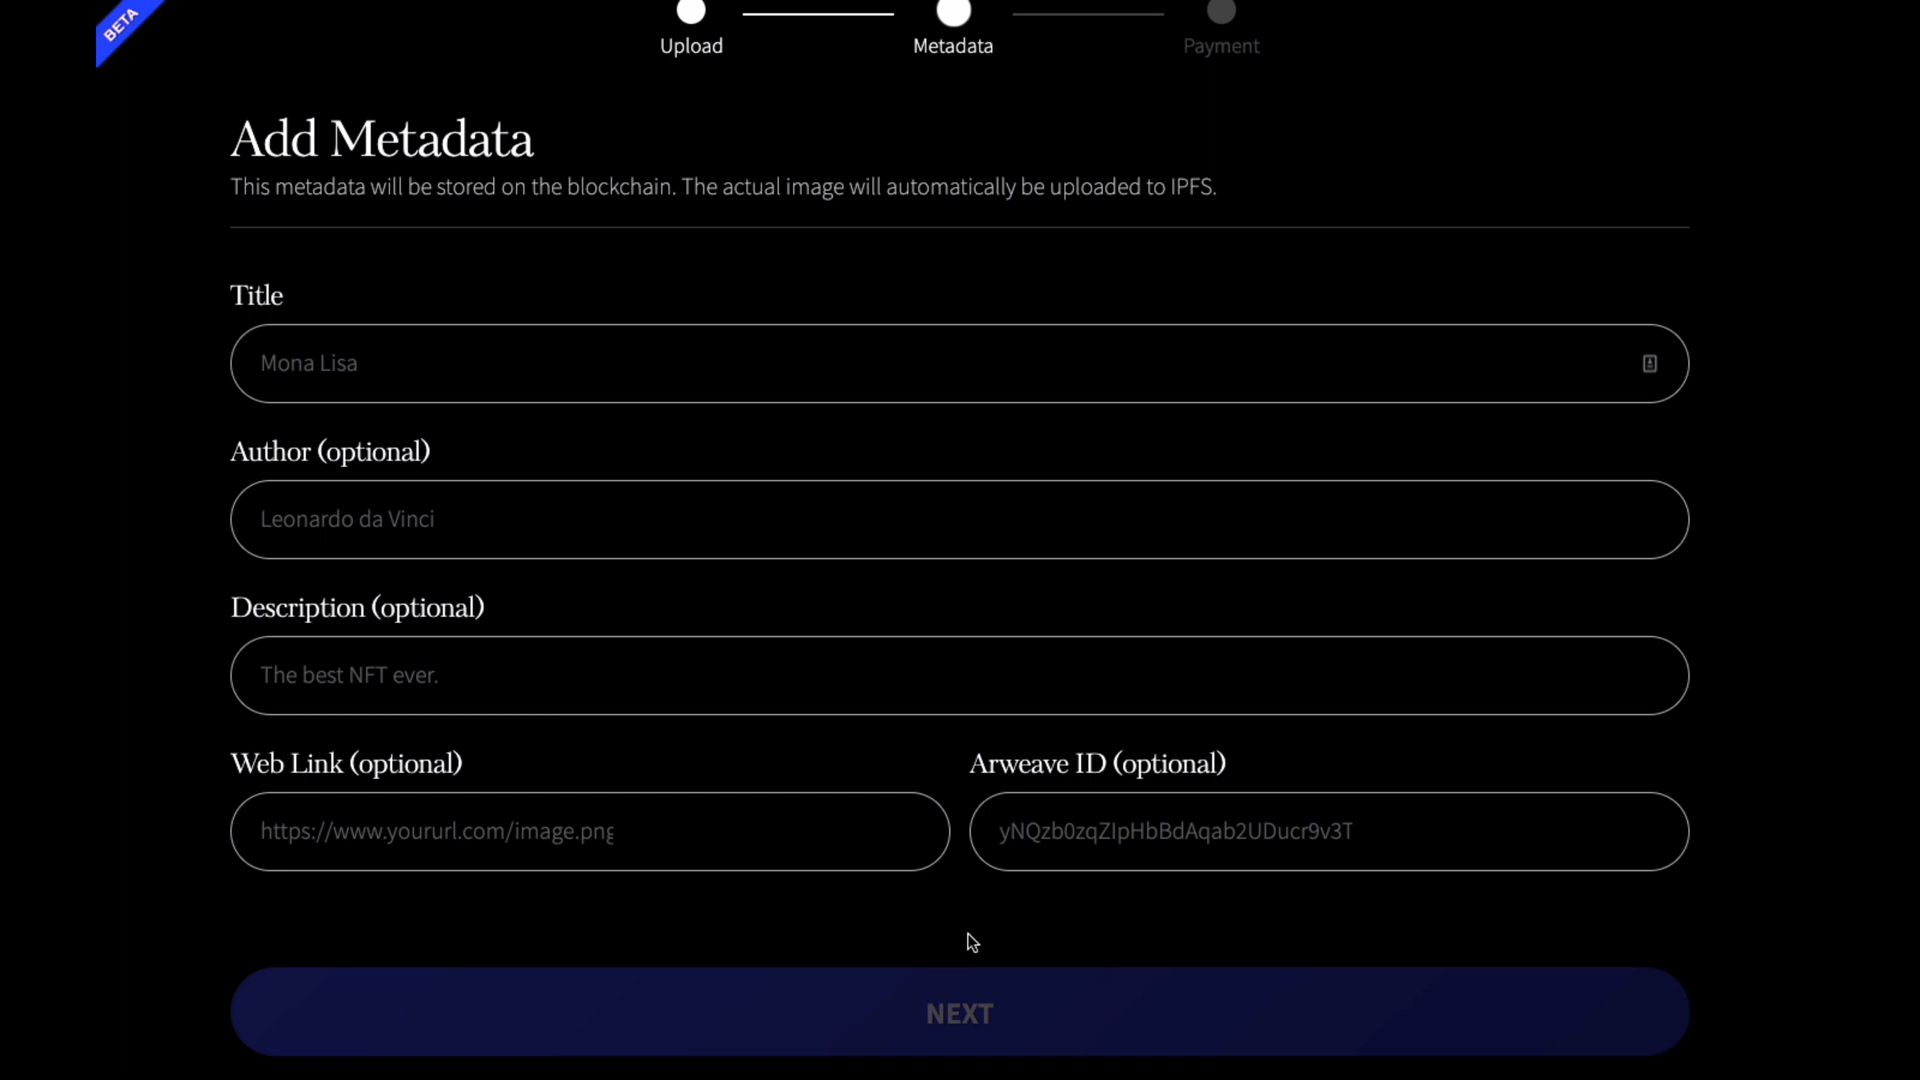 BETA
Upload
Metadata
Payment
Add Metadata
This metadata will be stored on the blockchain. The actual image will automatically be uploaded to IPFS.
Title
Mona Lisa
Author (optional)
Leonardo da Vinci
Description (optional)
The best NFT ever.
Web Link (optional)
Arweave ID (optional)
https://www.yoururl.com/image.png
yNQzb0zqZIpHbBdAqab2UDucr9v3T
NEXT